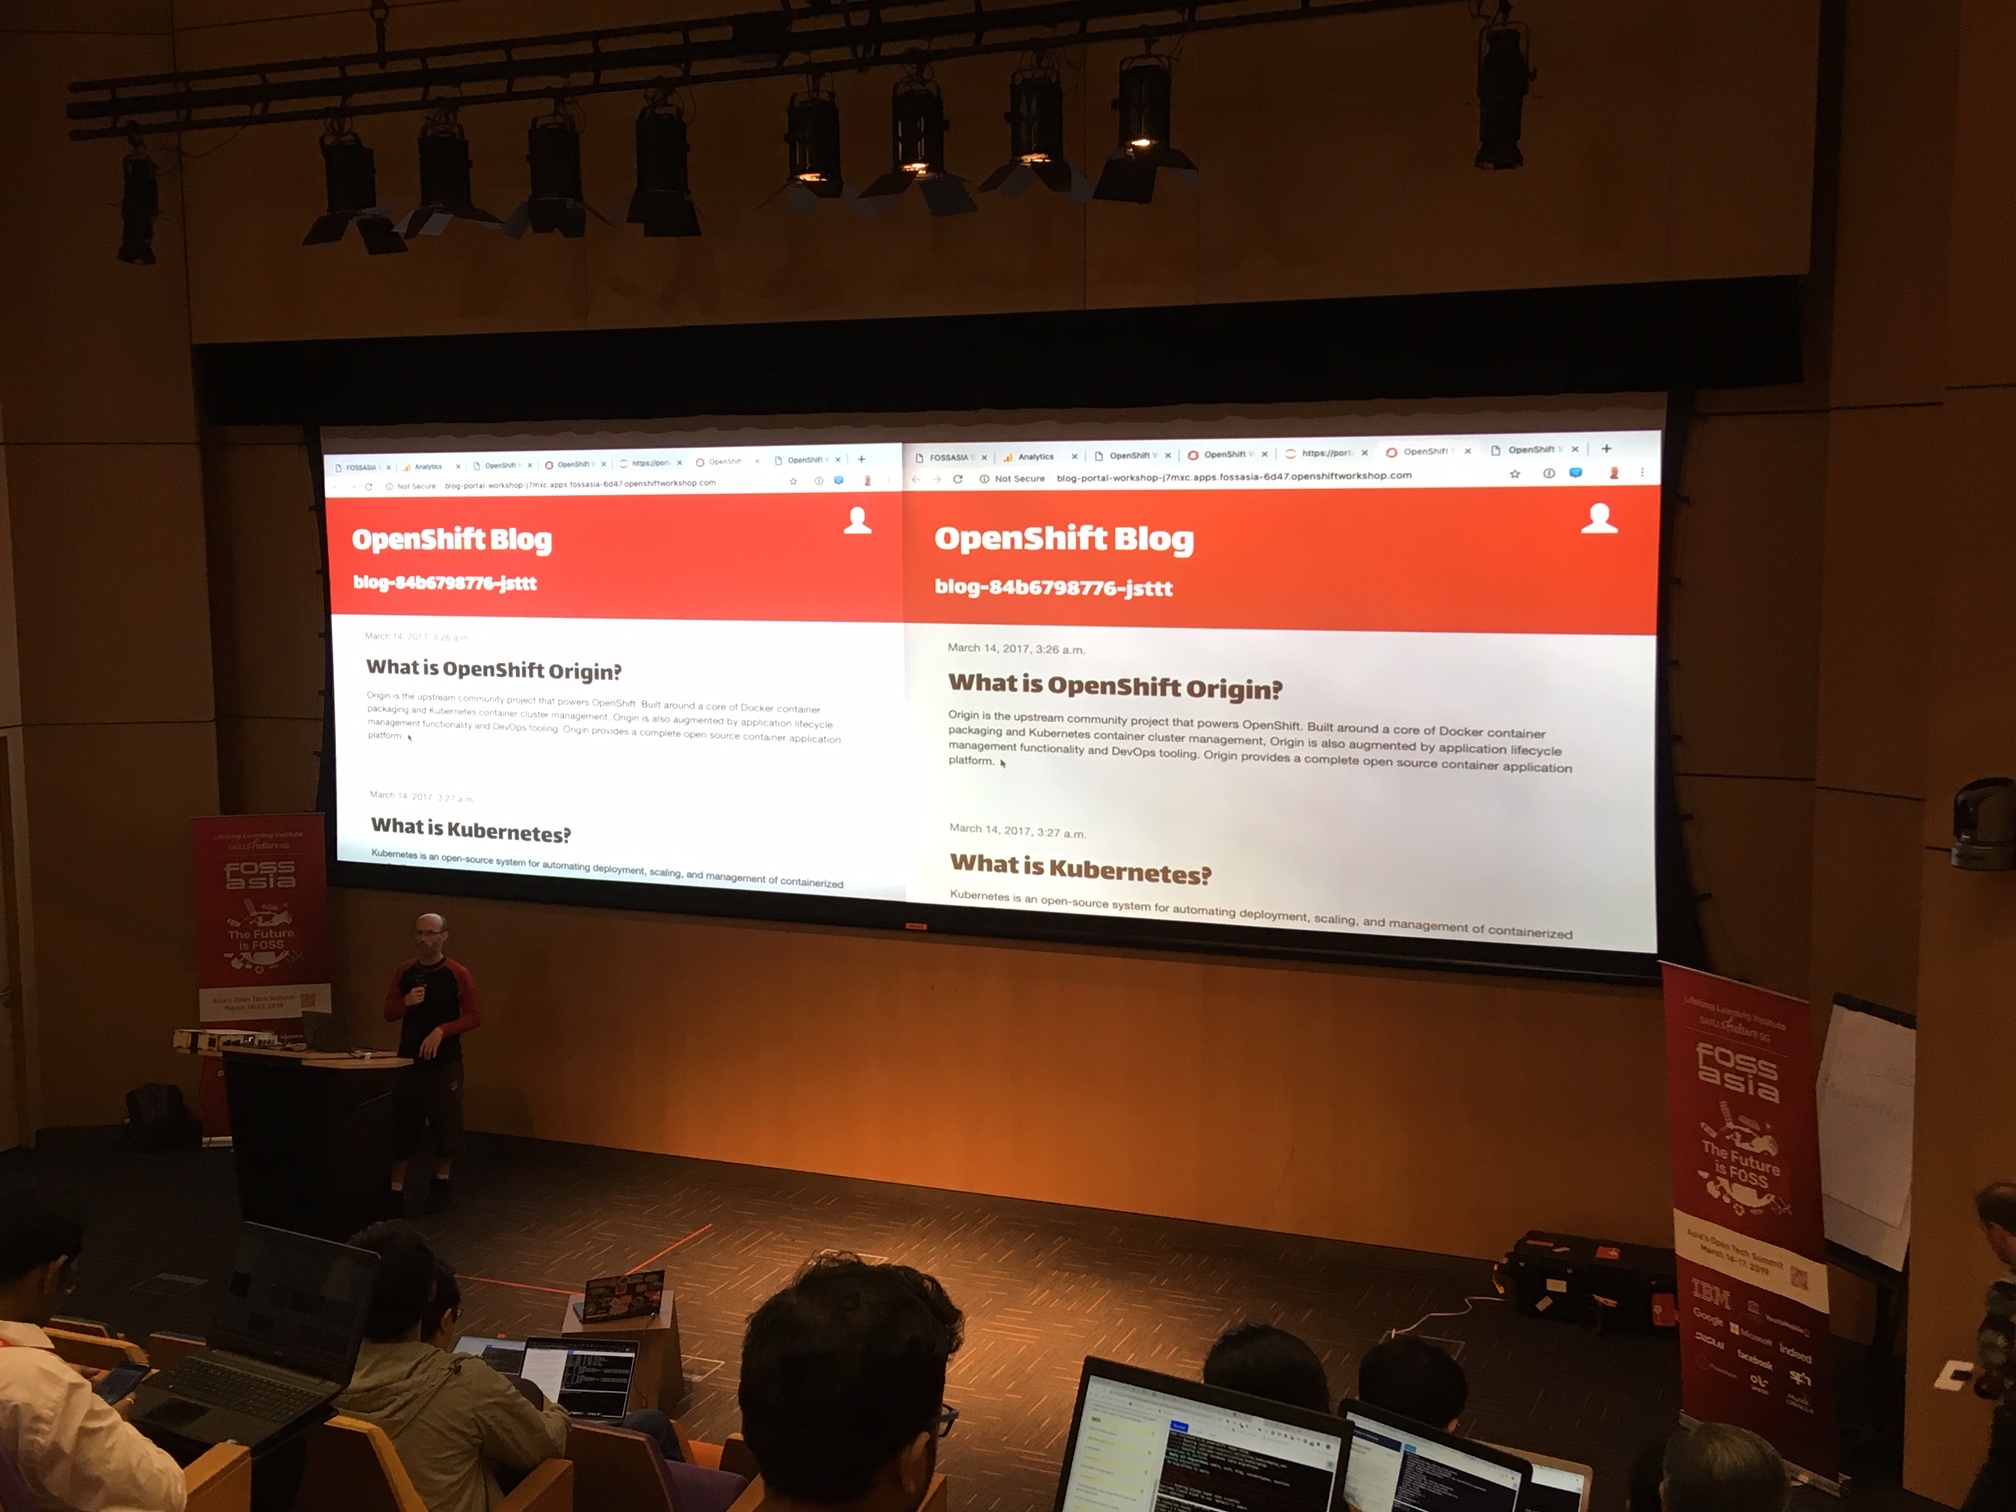 FOSSASIA
Analytics
OpenShift
OpenShift
https://port
OpenShift
OpenShift
Not Secure
blog-portal-workshop-j7mxc.apps.fossasia-6d47.openshiftworkshop.com
OpenShift Blog
blog-84b6798776-jsttt
March 14, 2017, 3:26 a.m.
What is OpenShift Origin?
Origin is the upstream community project that powers OpenShift. Built around a core of Docker container
packaging and Kubernetes container cluster management, Origin is also augmented by application lifecycle
management functionality and DevOps tooling. Origin provides a complete open source container application
platform.
March 14, 2017, 3:27 a.m.
What is Kubernetes?
Kubernetes is an open-source system for automating deployment, scaling, and management of containerized
FOSSASIA
Analytics
OpenShift
OpenShift
https://port
OpenShift
OpenShift
Not Secure
blog-portal-workshop-j7mxc.apps.fossasia-6d47.openshiftworkshop.com
OpenShift Blog
blog-84b6798776-jsttt
March 14, 2017, 3:26 a.m.
What is OpenShift Origin?
Origin is the upstream community project that powers OpenShift. Built around a core of Docker container
packaging and Kubernetes container cluster management, Origin is also augmented by application lifecycle
management functionality and DevOps tooling. Origin provides a complete open source container application
platform.
March 14, 2017, 3:27 a.m.
What is Kubernetes?
Kubernetes is an open-source system for automating deployment, scaling, and management of containerized
Lifelong Learning Institute
SKILLSfuture SG
FOSS
asia
The Future
is FOSS
Asia's Open Tech Summit
March 14-17, 2019
Lifelong Learning Institute
SKILLSfuture SG
FOSS
asia
The Future
is FOSS
Asia's Open Tech Summit
March 14-17, 2019
IBM
YouthMobile
Google
Microsoft
indeed
facebook